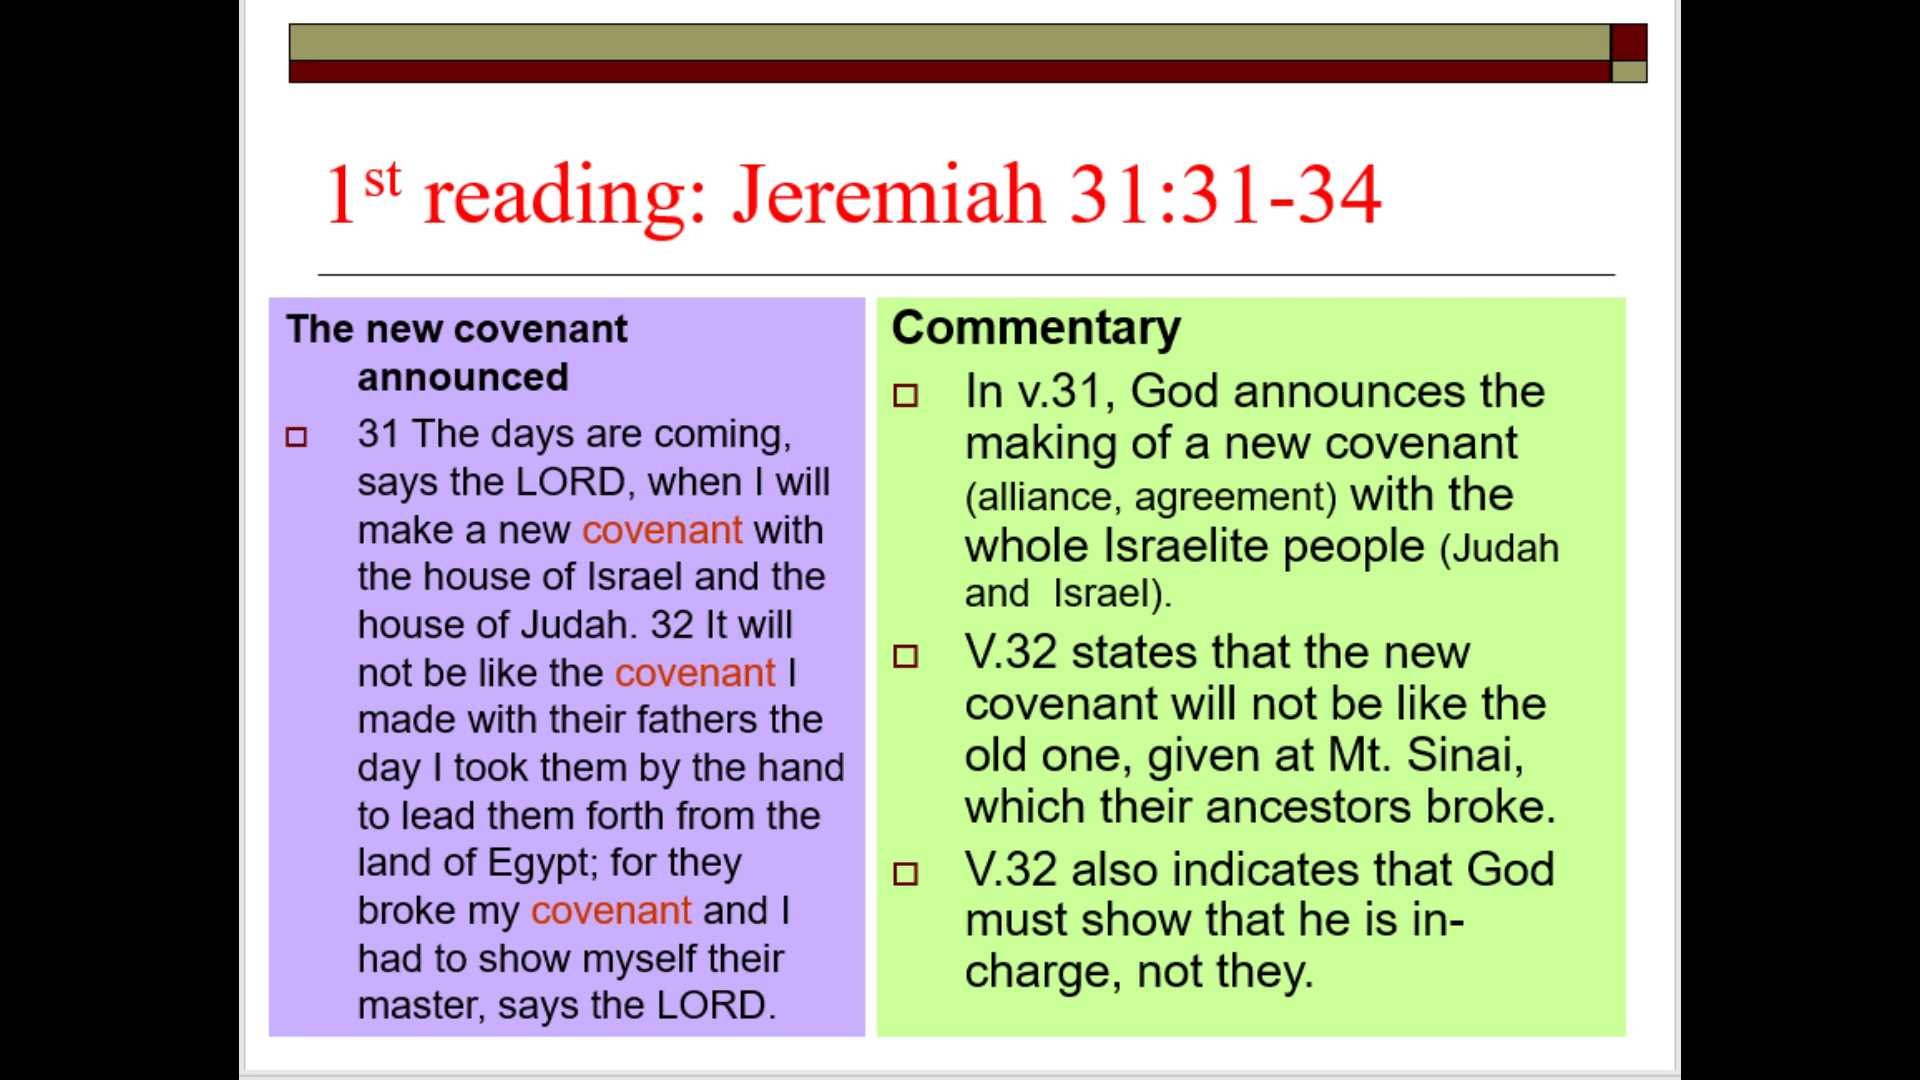 1st reading: Jeremiah 31:31-34
The new covenant
announced
31 The days are coming,
says the LORD, when I will
make a new covenant with
the house of Israel and the
house of Judah. 32 It will
not be like the covenant I
made with their fathers the
day I took them by the hand
to lead them forth from the
land of Egypt; for they
broke my covenant and I
had to show myself their
master, says the LORD.
Commentary
In v.31, God announces the
making of a new covenant
(alliance, agreement) with the
whole Israelite people (Judah
and Israel).
V.32 states that the new
covenant will not be like the
old one, given at Mt. Sinai,
which their ancestors broke.
V.32 also indicates that God
must show that he is in-
charge, not they.